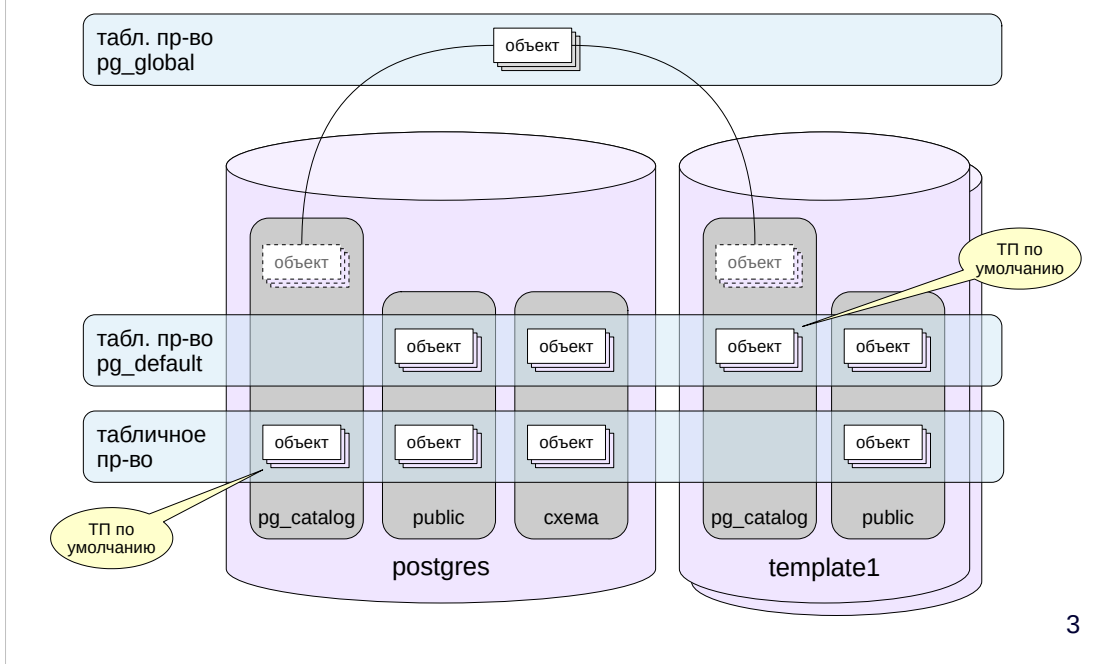 табл. пр-во
pg_global
объект
объект
объект
ТП по
умолчанию
табл. пр-во
pg_default
объект
объект
объект
объект
табличное
пр-во
объект
объект
объект
объект
ТП по
умолчанию
pg_catalog
public
схема
pg_catalog
public
postgres
template1
3